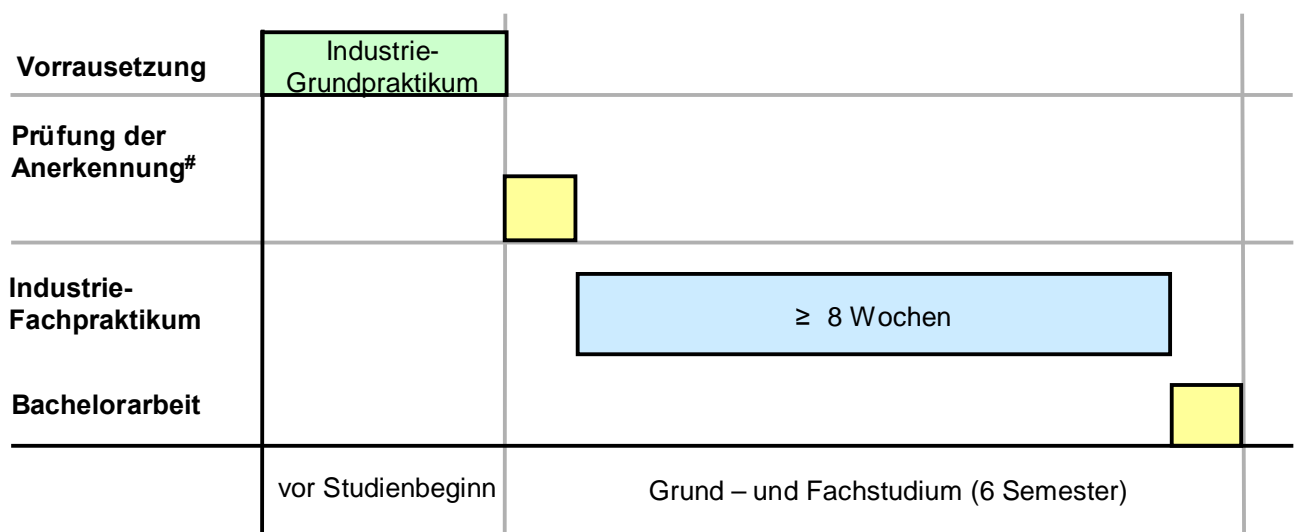 Vorrausetzung
Industrie-
Grundpraktikum
Prüfung der
Anerkennung#
Industrie-
Fachpraktikum
≥ 8 Wochen
Bachelorarbeit
vor Studienbeginn
Grund – und Fachstudium (6 Semester)